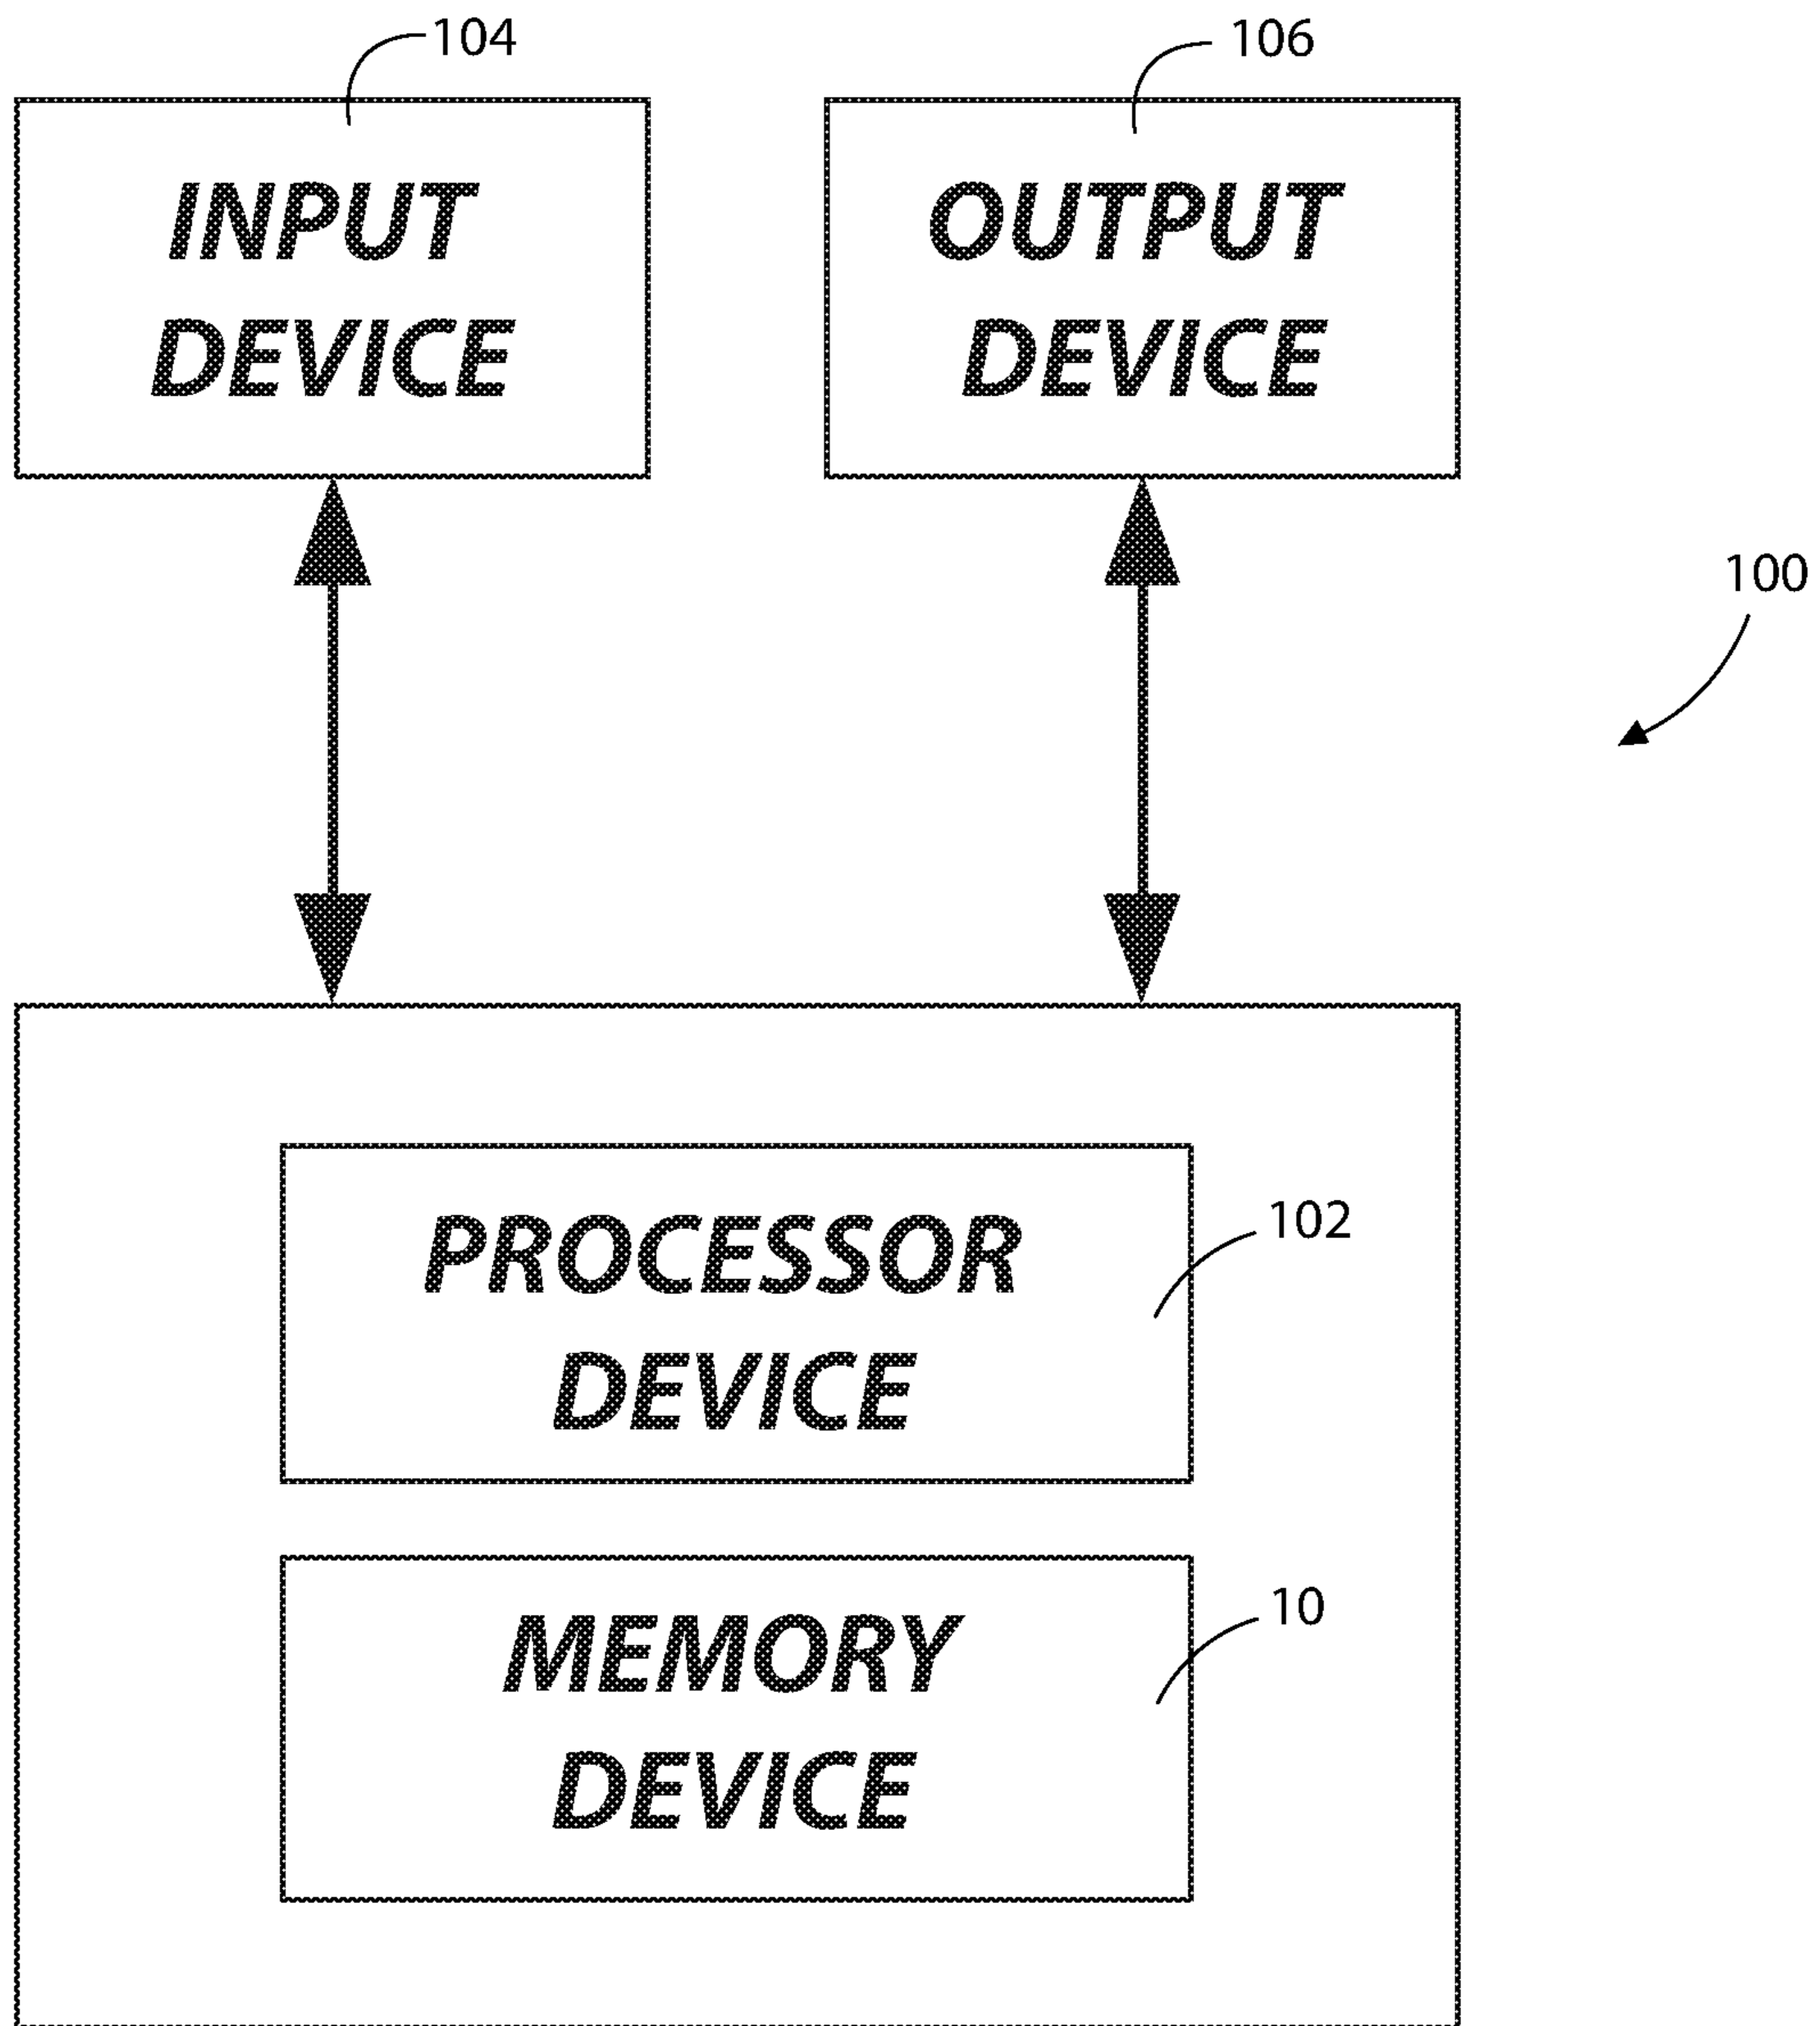 104
106
INPUT
DEVICE
OUTPUT
DEVICE
100
PROCESSOR
DEVICE
102
MEMORY
DEVICE
10